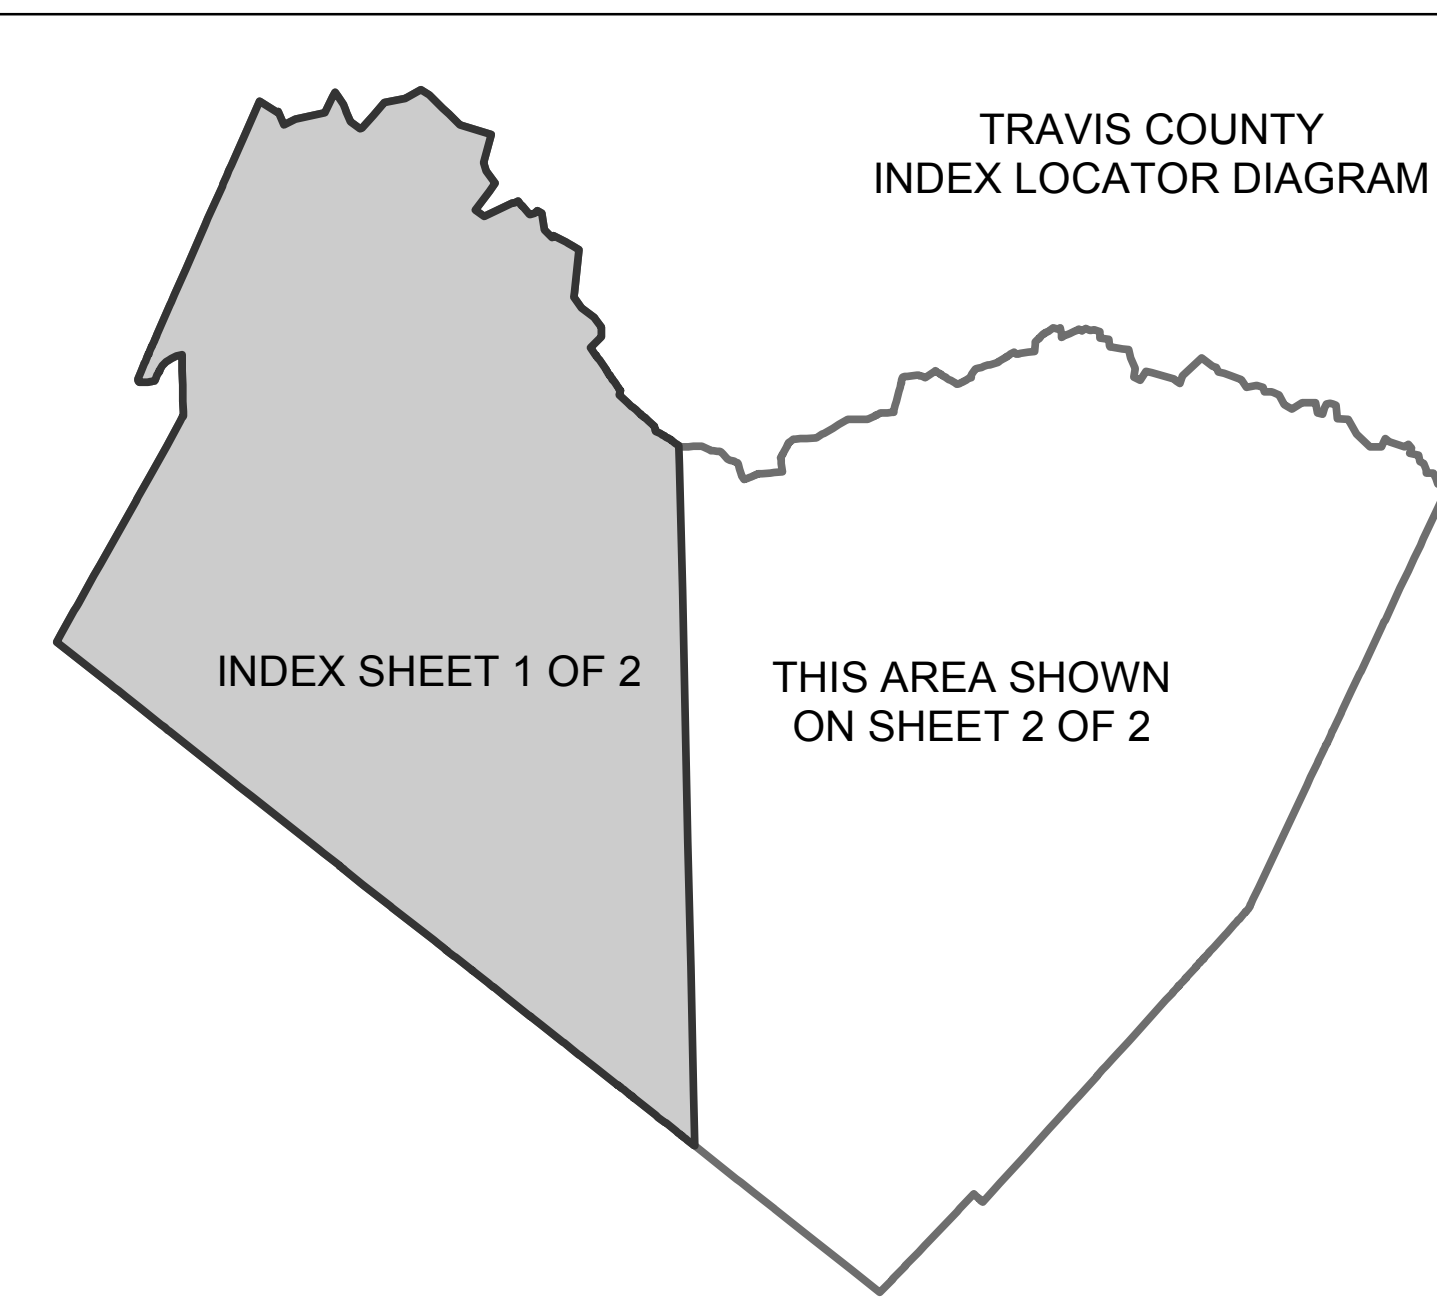 TRAVIS COUNTY
INDEX LOCATOR DIAGRAM
INDEX SHEET 1 OF 2
THIS AREA SHOWN
ON SHEET 2 OF 2